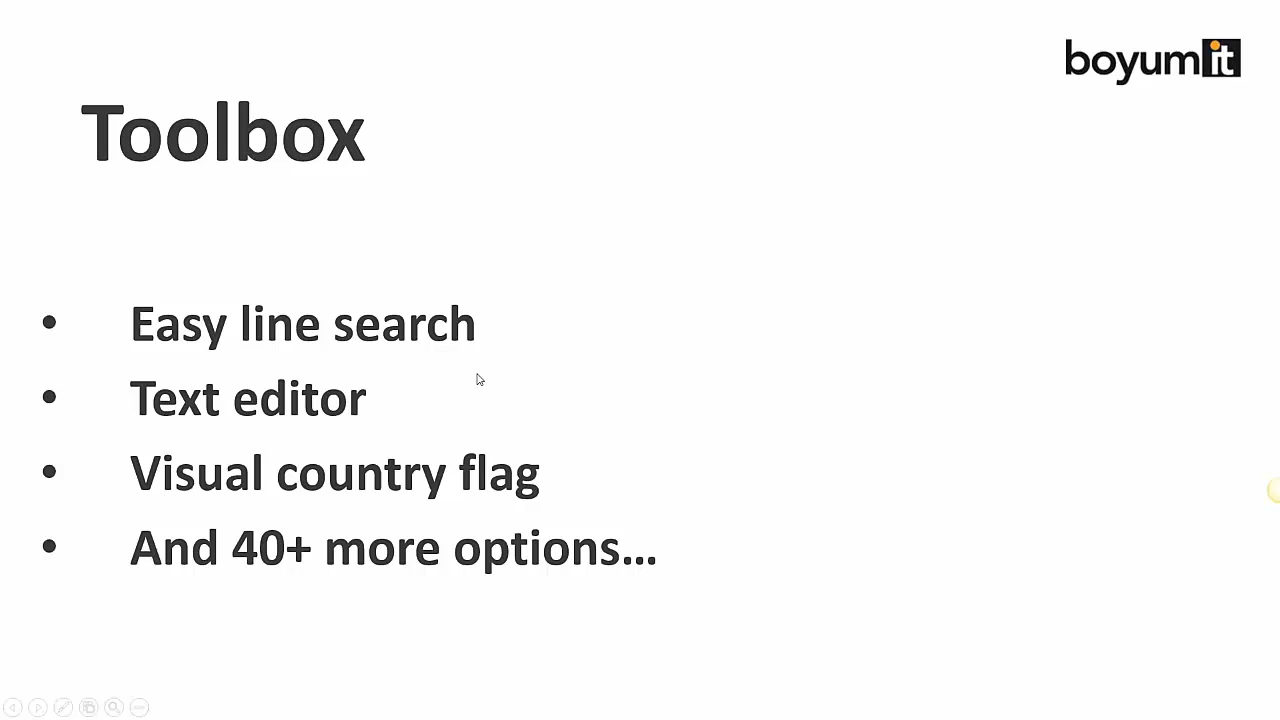 boyumit
Toolbox
• Easy line search
• Text editor
• Visual country flag
• And 40+ more options...